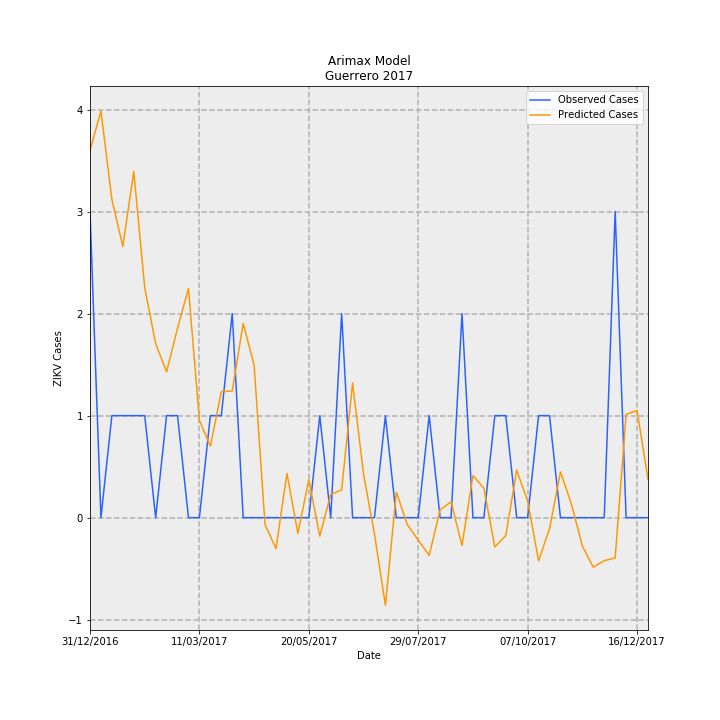 Arimax Model
Guerrero 2017
Observed Cases
Predicted Cases
ZIKV Cases
4
3
2
1
0
−1
31/12/2016 11/03/2017 20/05/2017 29/07/2017 07/10/2017 16/12/2017
Date